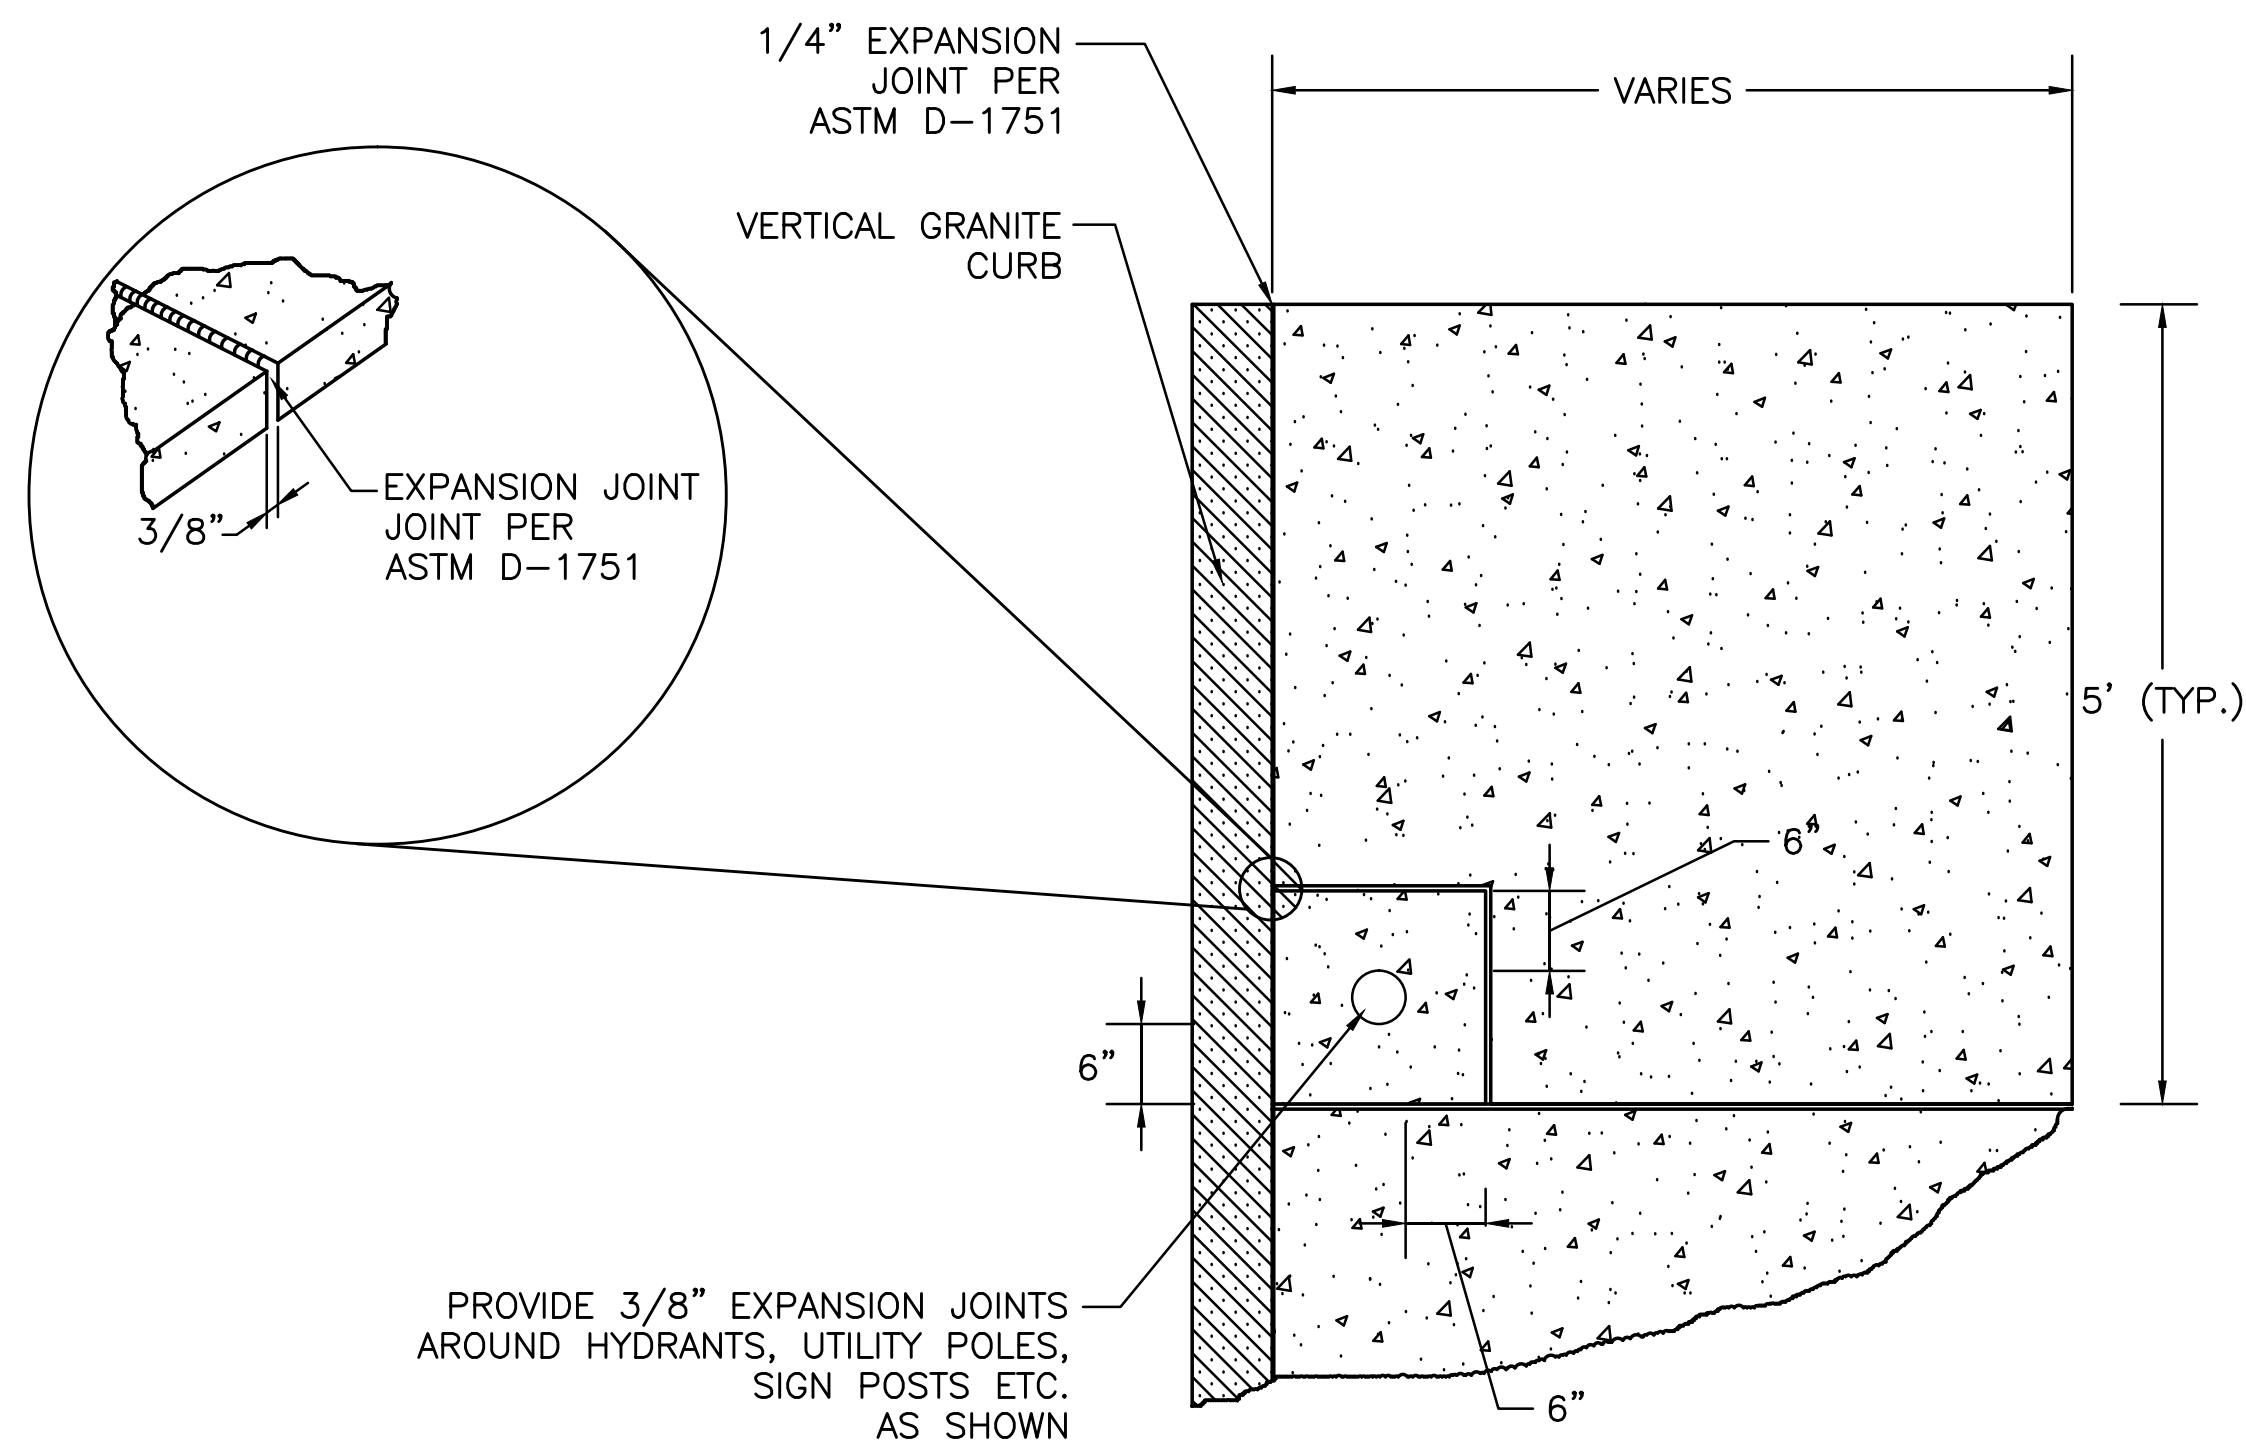 1/4” EXPANSION
JOINT PER
ASTM D-1751
VARIES
VERTICAL GRANITE
CURB
EXPANSION JOINT
JOINT PER
ASTM D-1751
3/8”
5’ (TYP.)
6”
6”
PROVIDE 3/8” EXPANSION JOINTS
AROUND HYDRANTS, UTILITY POLES,
SIGN POSTS ETC.
AS SHOWN
6”